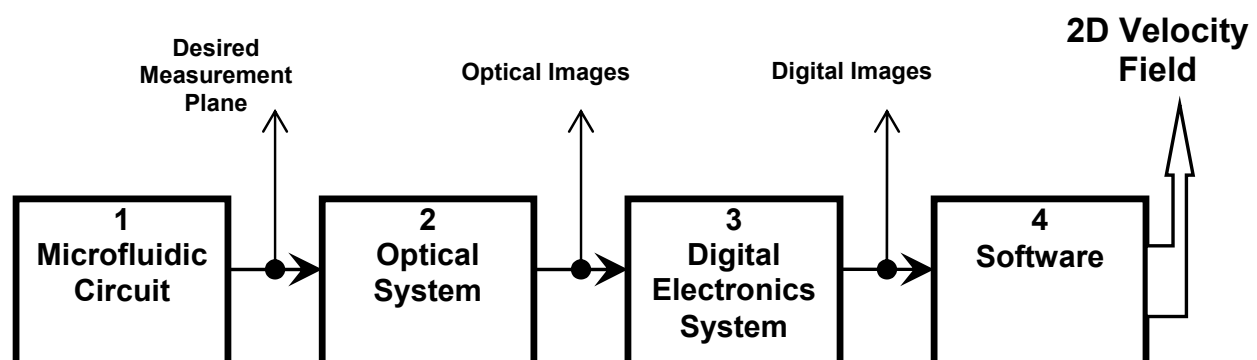 Desired
Measurement
Plane
Optical Images
Digital Images
2D Velocity
Field
1
Microfluidic
Circuit
2
Optical
System
3
Digital
Electronics
System
4
Software